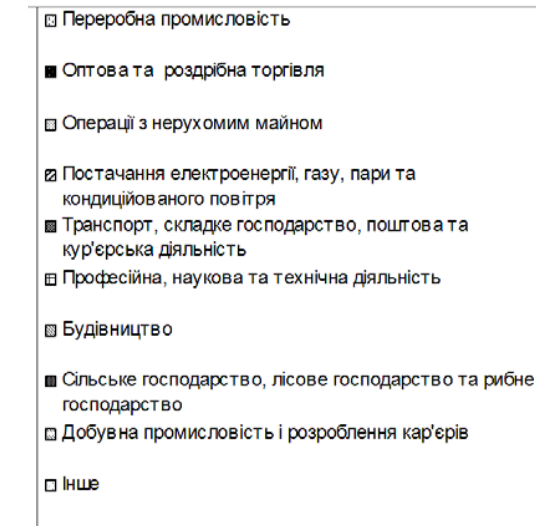 Переробна промисловість
Оптова та роздрібна торгівля
Операції з нерухомим майном
Постачання електроенергії, газу, пари та
кондиційованого повітря
Транспорт, складке господарство, поштова та
кур'єрська діяльність
Професійна, наукова та технічна діяльність
Будівництво
Сільське господарство, лісове господарство та рибне
господарство
Добувна промисловість і розроблення кар'єрів
Інше